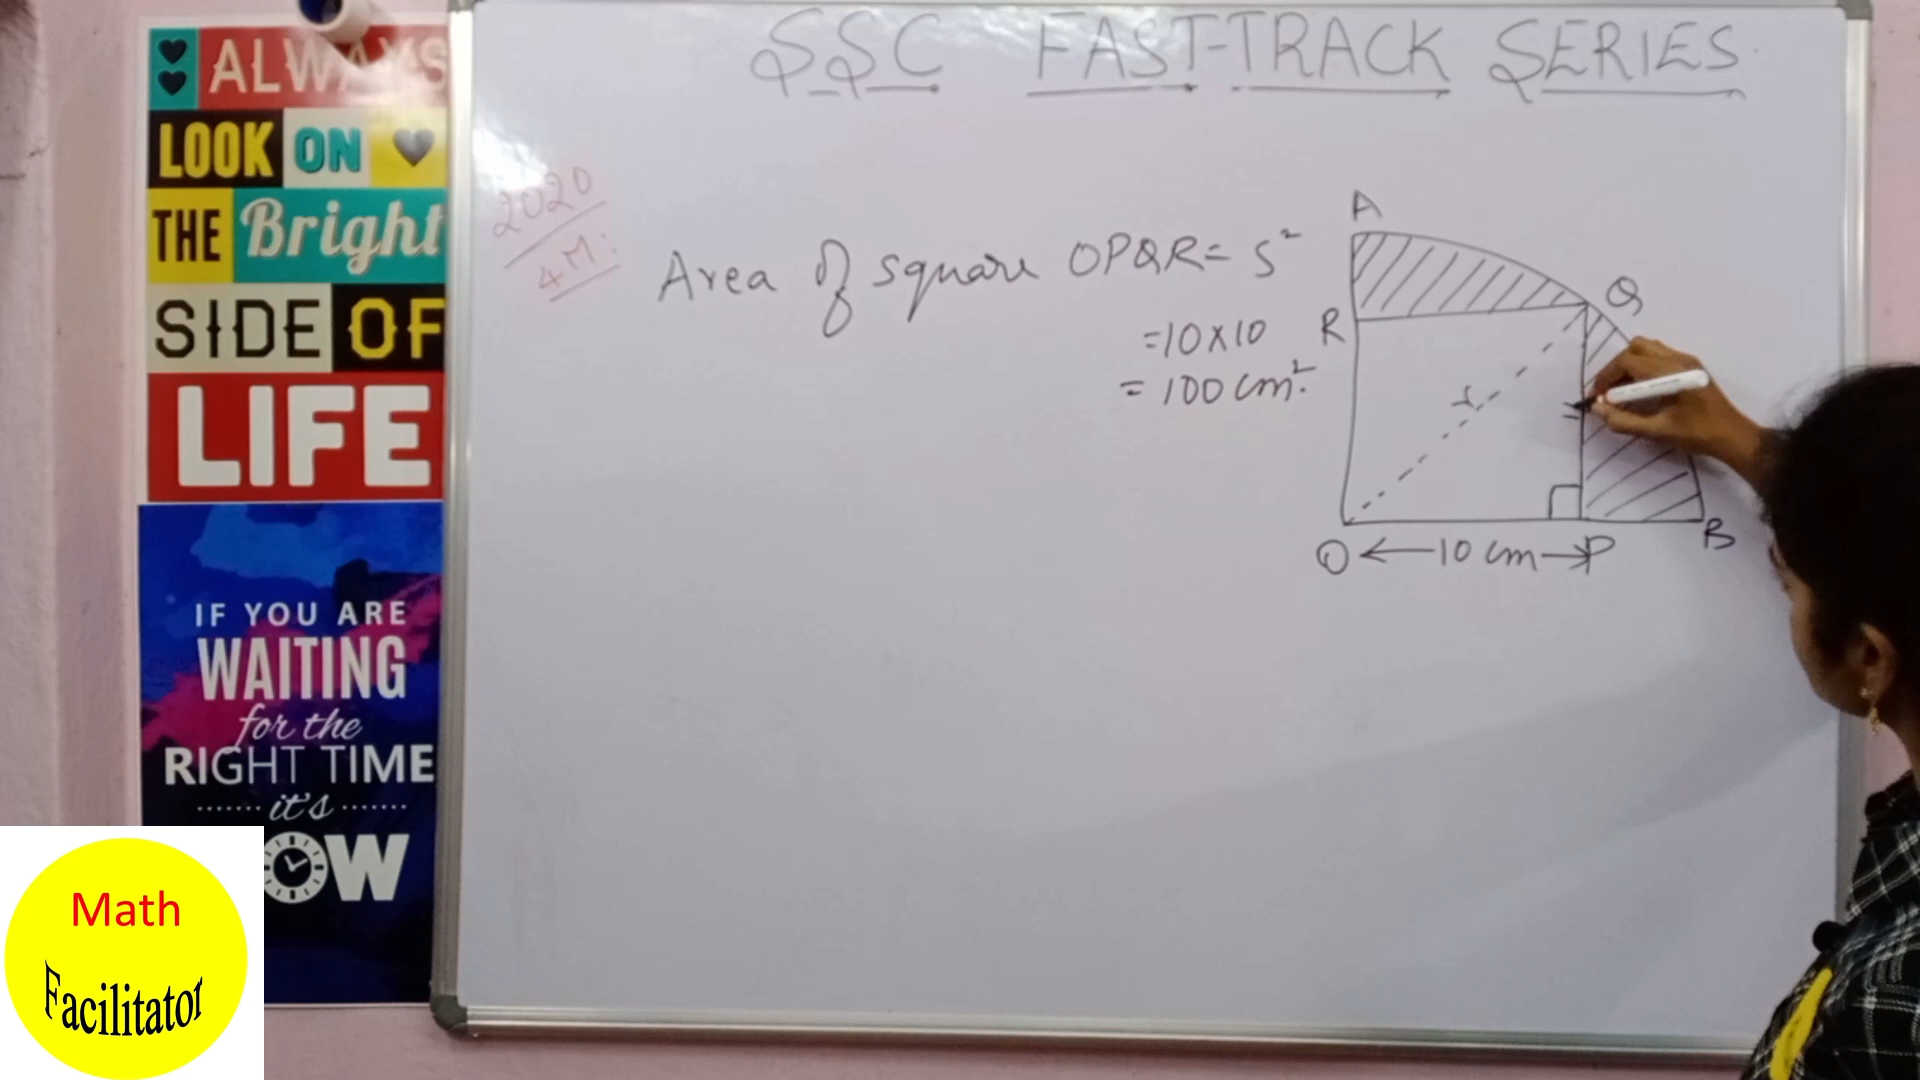 ALWAYS
LOOK ON
THE Bright
SIDE OF
LIFE
IF YOU ARE
WAITING
for the
RIGHT TIME
it's
OW
Math
Facilitator
SSC FAST-TRACK SERIES
2020
4M:
Area of square OPQR = s²
=10×10
= 100 cm².
A
Q
R
r
O ←10 cm→ P
B